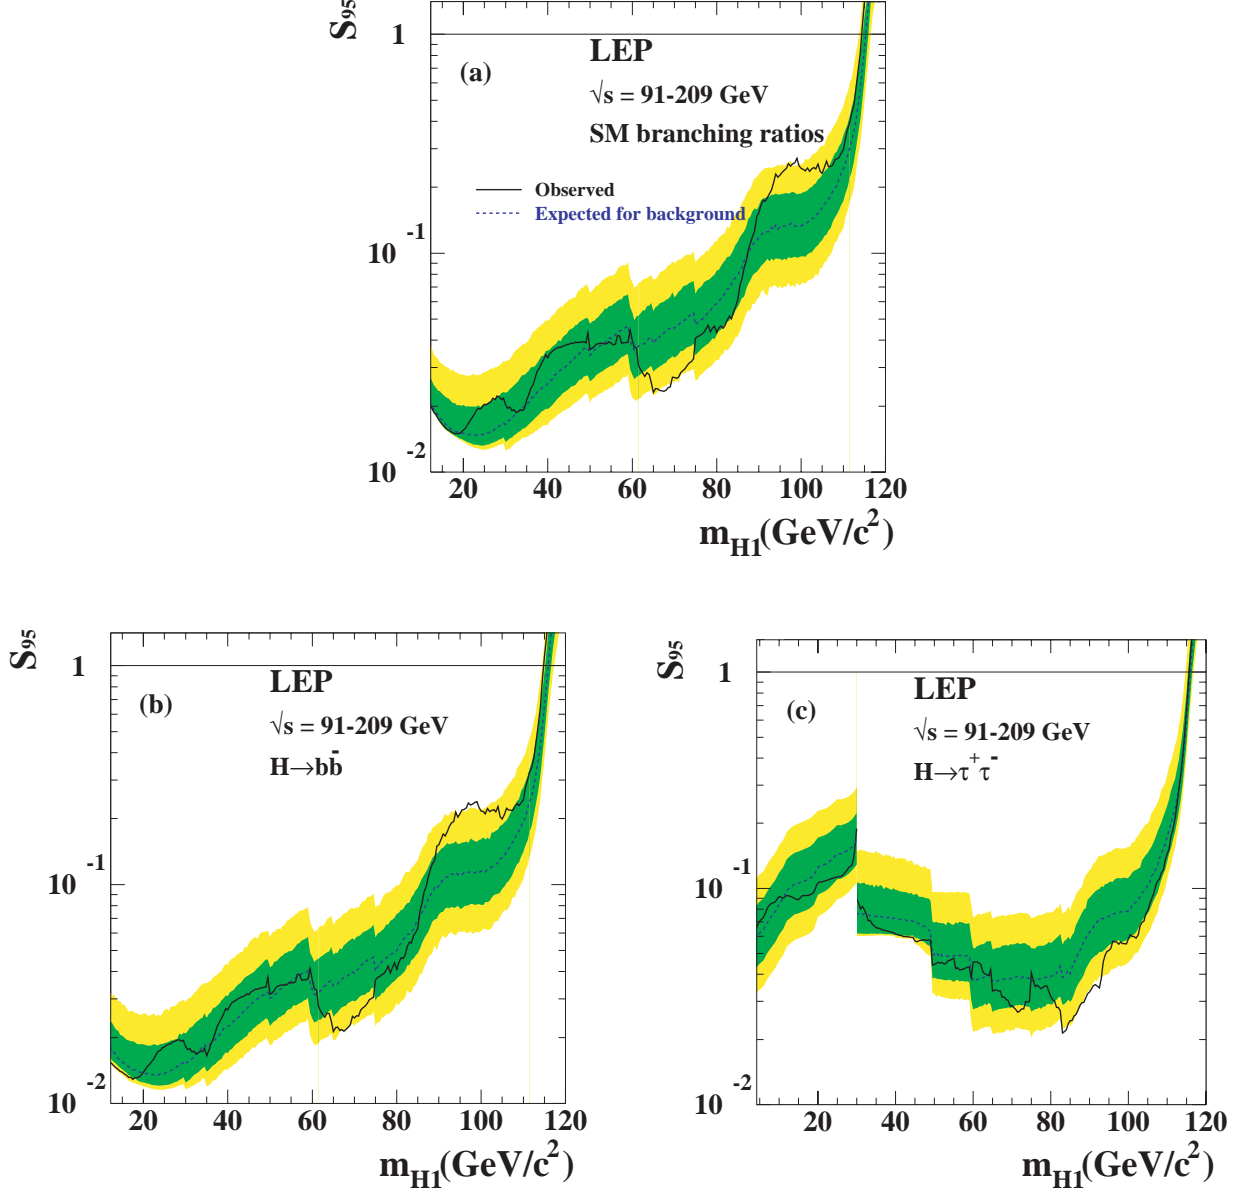 S95
1
10 -1
10 -2
(a)
LEP
√s = 91-209 GeV
SM branching ratios
Observed
Expected for background
20 40 60 80 100 120
mH1(GeV/c2)
S95
1
10 -1
10 -2
(b)
LEP
√s = 91-209 GeV
H→bb̄
20 40 60 80 100 120
mH1(GeV/c2)
S95
1
10 -1
10 -2
(c)
LEP
√s = 91-209 GeV
H→τ+τ-
20 40 60 80 100 120
mH1(GeV/c2)